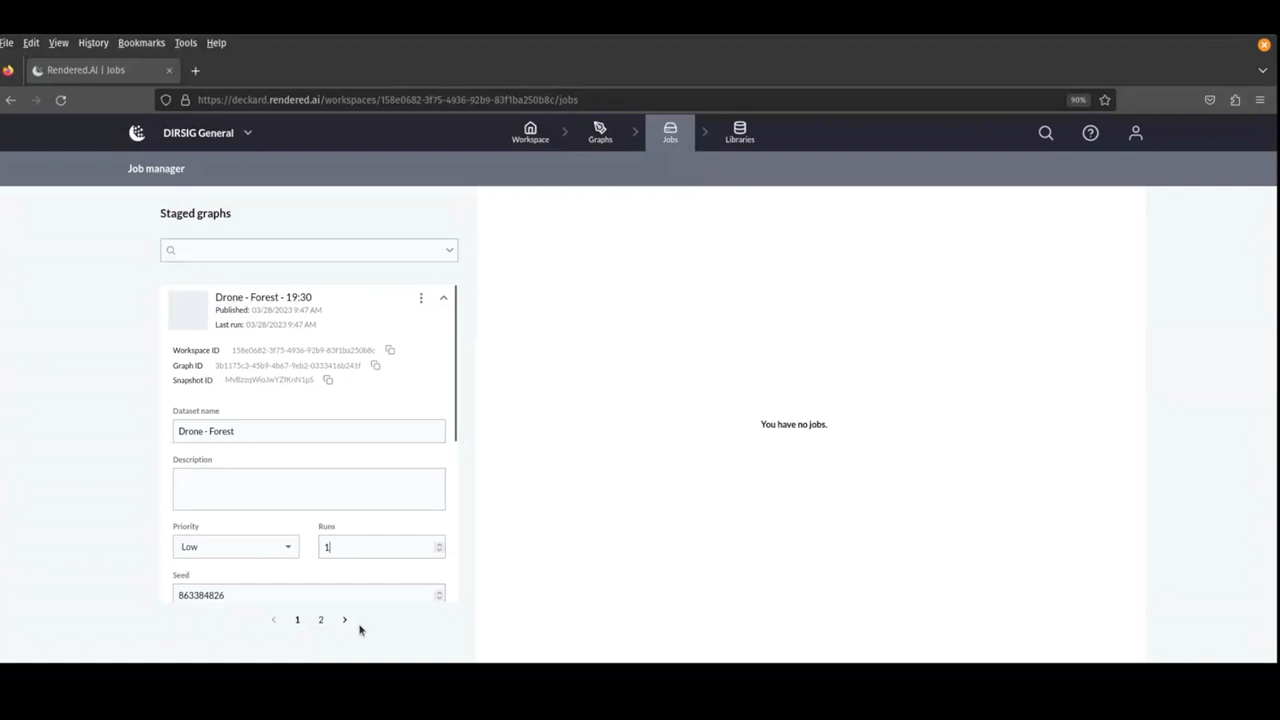 File Edit View History Bookmarks Tools Help
Rendered.AI | Jobs
https://deckard.rendered.ai/workspaces/158e0682-3f75-4936-92b9-83f1ba250b8c/jobs
90%
DIRSIG General
Workspace
Graphs
Jobs
Libraries
Job manager
Staged graphs
Drone - Forest - 19:30
Published: 03/28/2023 9:47 AM
Last run: 03/28/2023 9:47 AM
Workspace ID 158e0682-3f75-4936-92b9-83f1ba250b8c
Graph ID 3b1175c3-45b9-4b67-9eb2-0333416b241f
Snapshot ID
Dataset name
Drone - Forest
Description
Priority Runs
Low 1
Seed
863384826
1 2
You have no jobs.